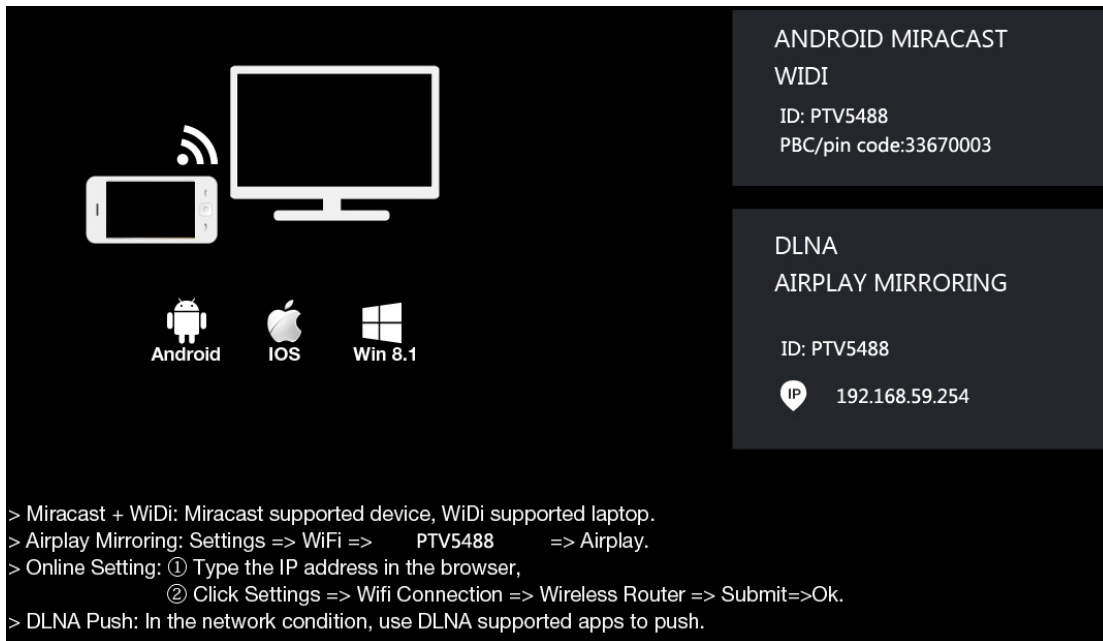 ANDROID MIRACAST
WIDI
ID: PTV5488
PBC/pin code:33670003
DLNA
AIRPLAY MIRRORING
ID: PTV5488
IP 192.168.59.254
Android IOS Win 8.1
> Miracast + WiDi: Miracast supported device, WiDi supported laptop.
> Airplay Mirroring: Settings => WiFi => PTV5488 => Airplay.
> Online Setting: ① Type the IP address in the browser,
② Click Settings => Wifi Connection => Wireless Router => Submit=>Ok.
> DLNA Push: In the network condition, use DLNA supported apps to push.